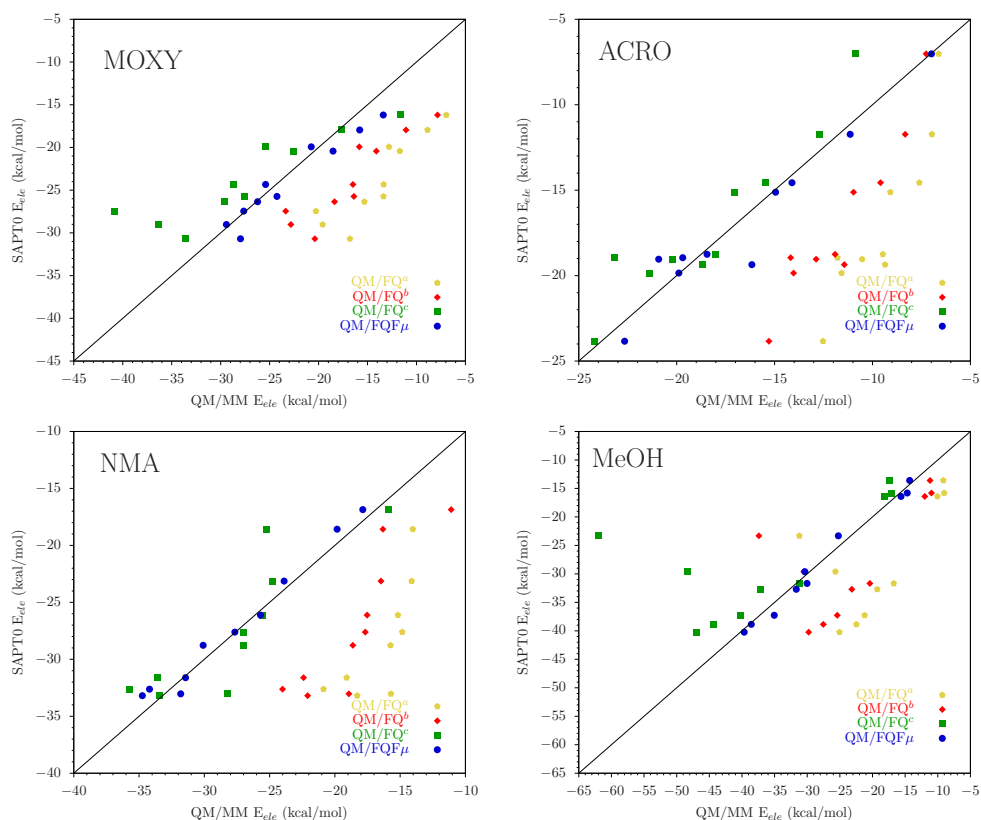 MOXY
−5
−10
−15
−20
−25
−30
−35
−40
−45
−45 −40 −35 −30 −25 −20 −15 −10 −5
SAPT0 E_ele (kcal/mol)
QM/MM E_ele (kcal/mol)
QM/FQ^a
QM/FQ^b
QM/FQ^c
QM/FQFμ
ACRO
−5
−10
−15
−20
−25
−25 −20 −15 −10 −5
SAPT0 E_ele (kcal/mol)
QM/MM E_ele (kcal/mol)
QM/FQ^a
QM/FQ^b
QM/FQ^c
QM/FQFμ
NMA
−10
−15
−20
−25
−30
−35
−40
−40 −35 −30 −25 −20 −15 −10
SAPT0 E_ele (kcal/mol)
QM/MM E_ele (kcal/mol)
QM/FQ^a
QM/FQ^b
QM/FQ^c
QM/FQFμ
MeOH
−5
−10
−15
−20
−25
−30
−35
−40
−45
−50
−55
−60
−65
−65 −60 −55 −50 −45 −40 −35 −30 −25 −20 −15 −10 −5
SAPT0 E_ele (kcal/mol)
QM/MM E_ele (kcal/mol)
QM/FQ^a
QM/FQ^b
QM/FQ^c
QM/FQFμ